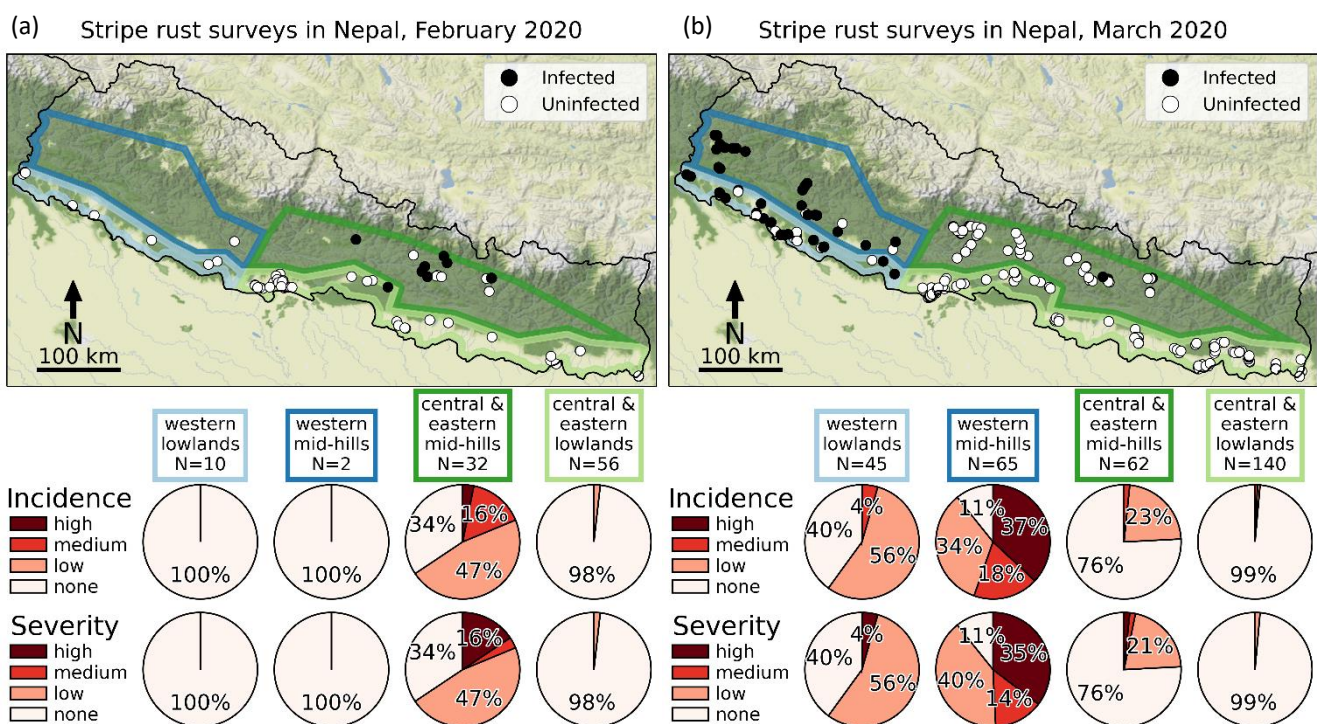 (a) Stripe rust surveys in Nepal, February 2020
Infected
Uninfected
N
100 km
western
lowlands
N=10
western
mid-hills
N=2
central &
eastern
mid-hills
N=32
central &
eastern
lowlands
N=56
Incidence
high
medium
low
none
100%
100%
16%
34%
47%
98%
Severity
high
medium
low
none
100%
100%
16%
34%
47%
98%
(b) Stripe rust surveys in Nepal, March 2020
Infected
Uninfected
N
100 km
western
lowlands
N=45
western
mid-hills
N=65
central &
eastern
mid-hills
N=62
central &
eastern
lowlands
N=140
Incidence
high
medium
low
none
4%
40%
56%
11%
37%
34%
18%
23%
76%
99%
Severity
high
medium
low
none
4%
40%
56%
11%
35%
40%
14%
21%
76%
99%